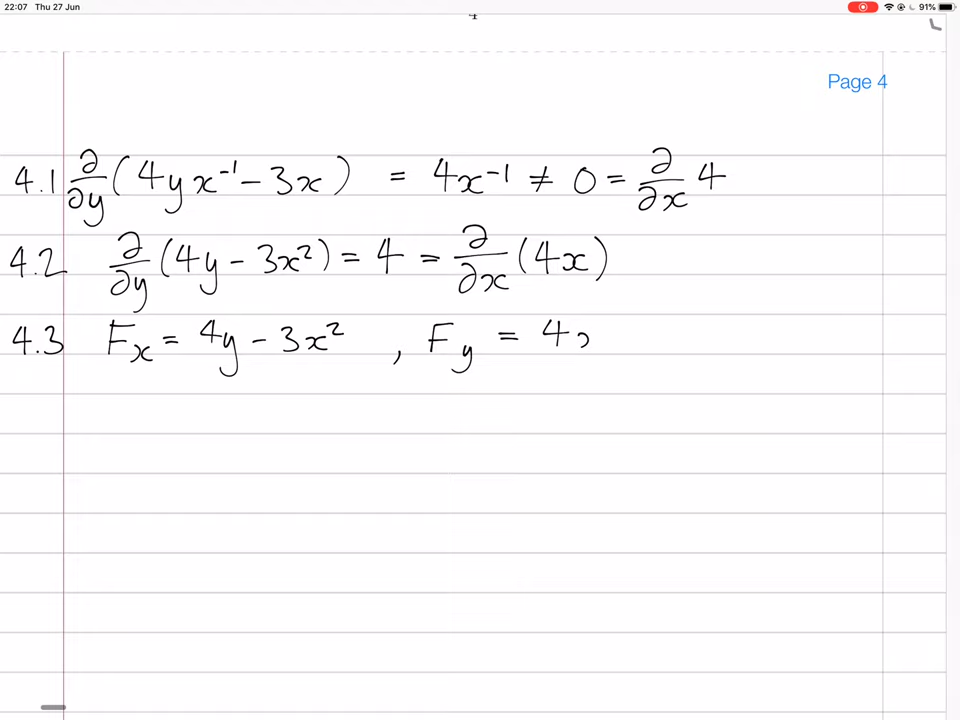 22:07 Thu 27 Jun 91%
Page 4
4.1 ∂/∂y (4yx⁻¹ − 3x) = 4x⁻¹ ≠ 0 = ∂/∂x 4
4.2 ∂/∂y (4y − 3x²) = 4 = ∂/∂x (4x)
4.3 Fₓ = 4y − 3x² , F_y = 4